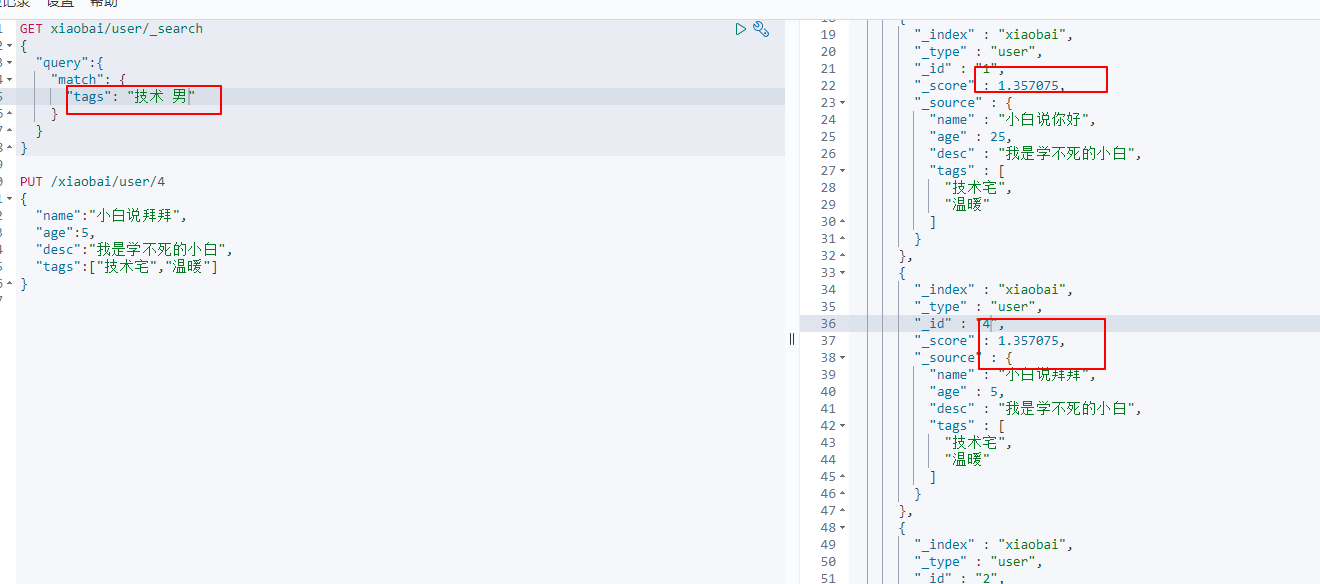 设置 帮助
GET xiaobai/user/_search
{
"query":{
"match": {
"tags": "技术 男"
}
}
}
PUT /xiaobai/user/4
{
"name":"小白说拜拜",
"age":5,
"desc":"我是学不死的小白",
"tags":["技术宅","温暖"]
}
19 "_index" : "xiaobai",
20 "_type" : "user",
21 "_id" : "1",
22 "_score" : 1.357075,
23 "_source" : {
24 "name" : "小白说你好",
25 "age" : 25,
26 "desc" : "我是学不死的小白",
27 "tags" : [
28 "技术宅",
29 "温暖"
30 ]
31 }
32 },
33 {
34 "_index" : "xiaobai",
35 "_type" : "user",
36 "_id" : "4",
37 "_score" : 1.357075,
38 "_source" : {
39 "name" : "小白说拜拜",
40 "age" : 5,
41 "desc" : "我是学不死的小白",
42 "tags" : [
43 "技术宅",
44 "温暖"
45 ]
46 }
47 },
48 {
49 "_index" : "xiaobai",
50 "_type" : "user",
51 "_id" : "2",